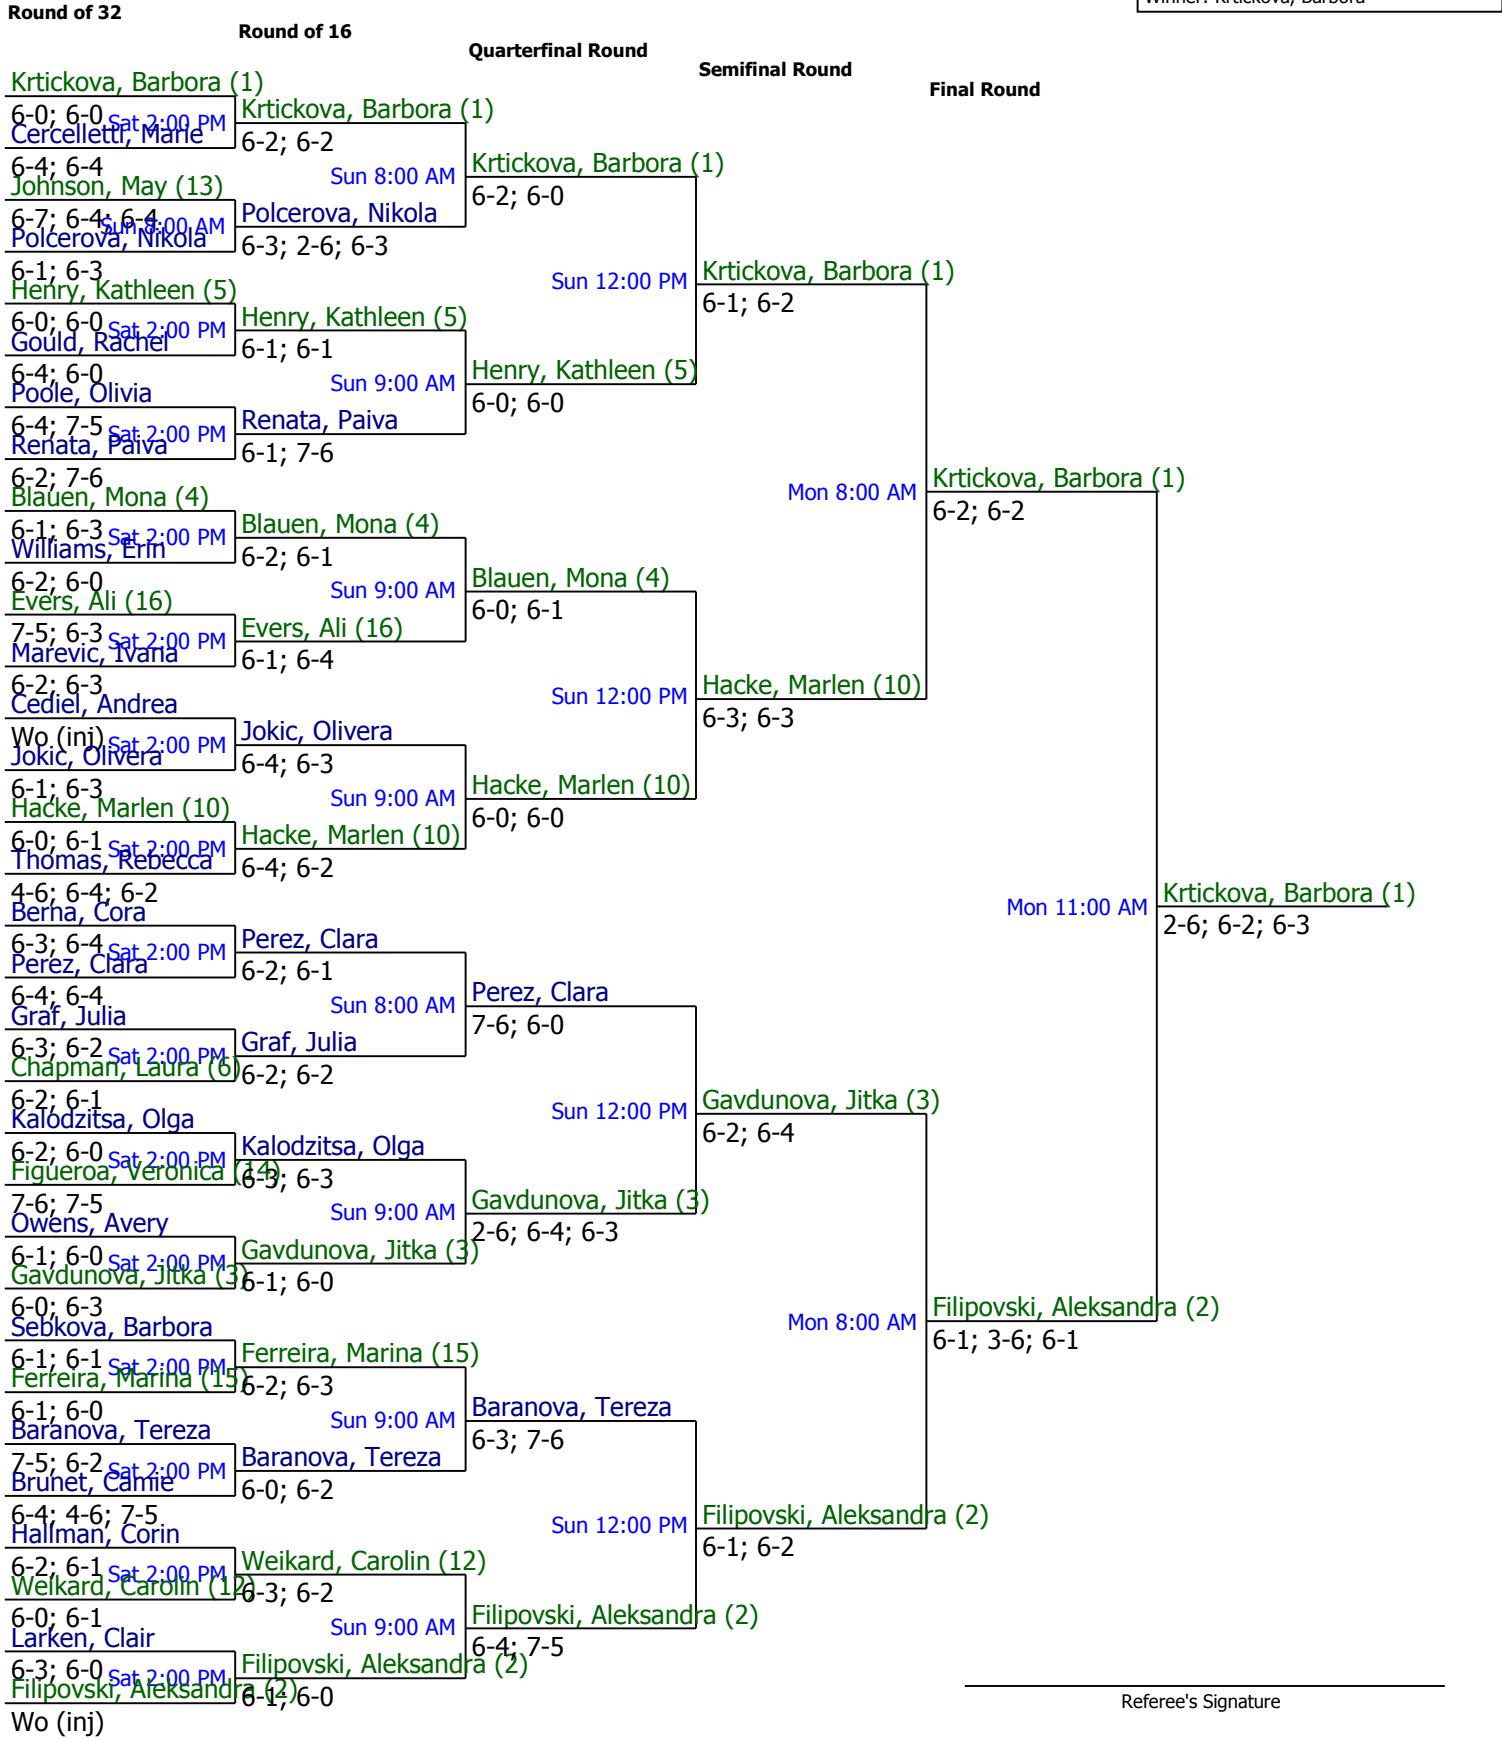 Winner: Krtickova, Barbora
Round of 32
Round of 16
Quarterfinal Round
Semifinal Round
Final Round
Krtickova, Barbora (1)
6-0; 6-0
Sat 2:00 PM
Cercelletti, Marie
6-4; 6-4
Johnson, May (13)
6-7; 6-4; 6-4
Sun 8:00 AM
Polcerova, Nikola
6-1; 6-3
Henry, Kathleen (5)
6-0; 6-0
Sat 2:00 PM
Gould, Rachel
6-4; 6-0
Poole, Olivia
6-4; 7-5
Sat 2:00 PM
Renata, Paiva
6-2; 7-6
Blauen, Mona (4)
6-1; 6-3
Sat 2:00 PM
Williams, Erin
6-2; 6-0
Evers, Ali (16)
7-5; 6-3
Sat 2:00 PM
Marevic, Ivana
6-2; 6-3
Cediel, Andrea
Wo (inj)
Sat 2:00 PM
Jokic, Olivera
6-1; 6-3
Hacke, Marlen (10)
6-0; 6-1
Sat 2:00 PM
Thomas, Rebecca
4-6; 6-4; 6-2
Berna, Cora
6-3; 6-4
Sat 2:00 PM
Perez, Clara
6-4; 6-4
Graf, Julia
6-3; 6-2
Sat 2:00 PM
Chapman, Laura (6)
6-2; 6-1
Kalodzitsa, Olga
6-2; 6-0
Sat 2:00 PM
Figueroa, Veronica (14)
7-6; 7-5
Owens, Avery
6-1; 6-0
Sat 2:00 PM
Gavdunova, Jitka (3)
6-0; 6-3
Sebkova, Barbora
6-1; 6-1
Sat 2:00 PM
Ferreira, Marina (15)
6-1; 6-0
Baranova, Tereza
7-5; 6-2
Sat 2:00 PM
Brunet, Camie
6-4; 4-6; 7-5
Hallman, Corin
6-2; 6-1
Sat 2:00 PM
Weikard, Carolin (12)
6-0; 6-1
Larken, Clair
6-3; 6-0
Sat 2:00 PM
Filipovski, Aleksandra (2)
Wo (inj)
Krtickova, Barbora (1)
6-2; 6-2
Sun 8:00 AM
Polcerova, Nikola
6-3; 2-6; 6-3
Henry, Kathleen (5)
6-1; 6-1
Sun 9:00 AM
Renata, Paiva
6-1; 7-6
Blauen, Mona (4)
6-2; 6-1
Sun 9:00 AM
Evers, Ali (16)
6-1; 6-4
Jokic, Olivera
6-4; 6-3
Sun 9:00 AM
Hacke, Marlen (10)
6-4; 6-2
Perez, Clara
6-2; 6-1
Sun 8:00 AM
Graf, Julia
6-2; 6-2
Kalodzitsa, Olga
6-3; 6-3
Sun 9:00 AM
Gavdunova, Jitka (3)
6-1; 6-0
Ferreira, Marina (15)
6-2; 6-3
Sun 9:00 AM
Baranova, Tereza
6-0; 6-2
Weikard, Carolin (12)
6-3; 6-2
Sun 9:00 AM
Filipovski, Aleksandra (2)
6-1; 6-0
Krtickova, Barbora (1)
6-2; 6-0
Sun 12:00 PM
Henry, Kathleen (5)
6-0; 6-0
Blauen, Mona (4)
6-0; 6-1
Sun 12:00 PM
Hacke, Marlen (10)
6-0; 6-0
Perez, Clara
7-6; 6-0
Sun 12:00 PM
Gavdunova, Jitka (3)
2-6; 6-4; 6-3
Baranova, Tereza
6-3; 7-6
Sun 12:00 PM
Filipovski, Aleksandra (2)
6-4; 7-5
Krtickova, Barbora (1)
6-1; 6-2
Mon 8:00 AM
Hacke, Marlen (10)
6-3; 6-3
Gavdunova, Jitka (3)
6-2; 6-4
Mon 8:00 AM
Filipovski, Aleksandra (2)
6-1; 6-2
Krtickova, Barbora (1)
6-2; 6-2
Mon 11:00 AM
Filipovski, Aleksandra (2)
6-1; 3-6; 6-1
Krtickova, Barbora (1)
2-6; 6-2; 6-3
Referee's Signature